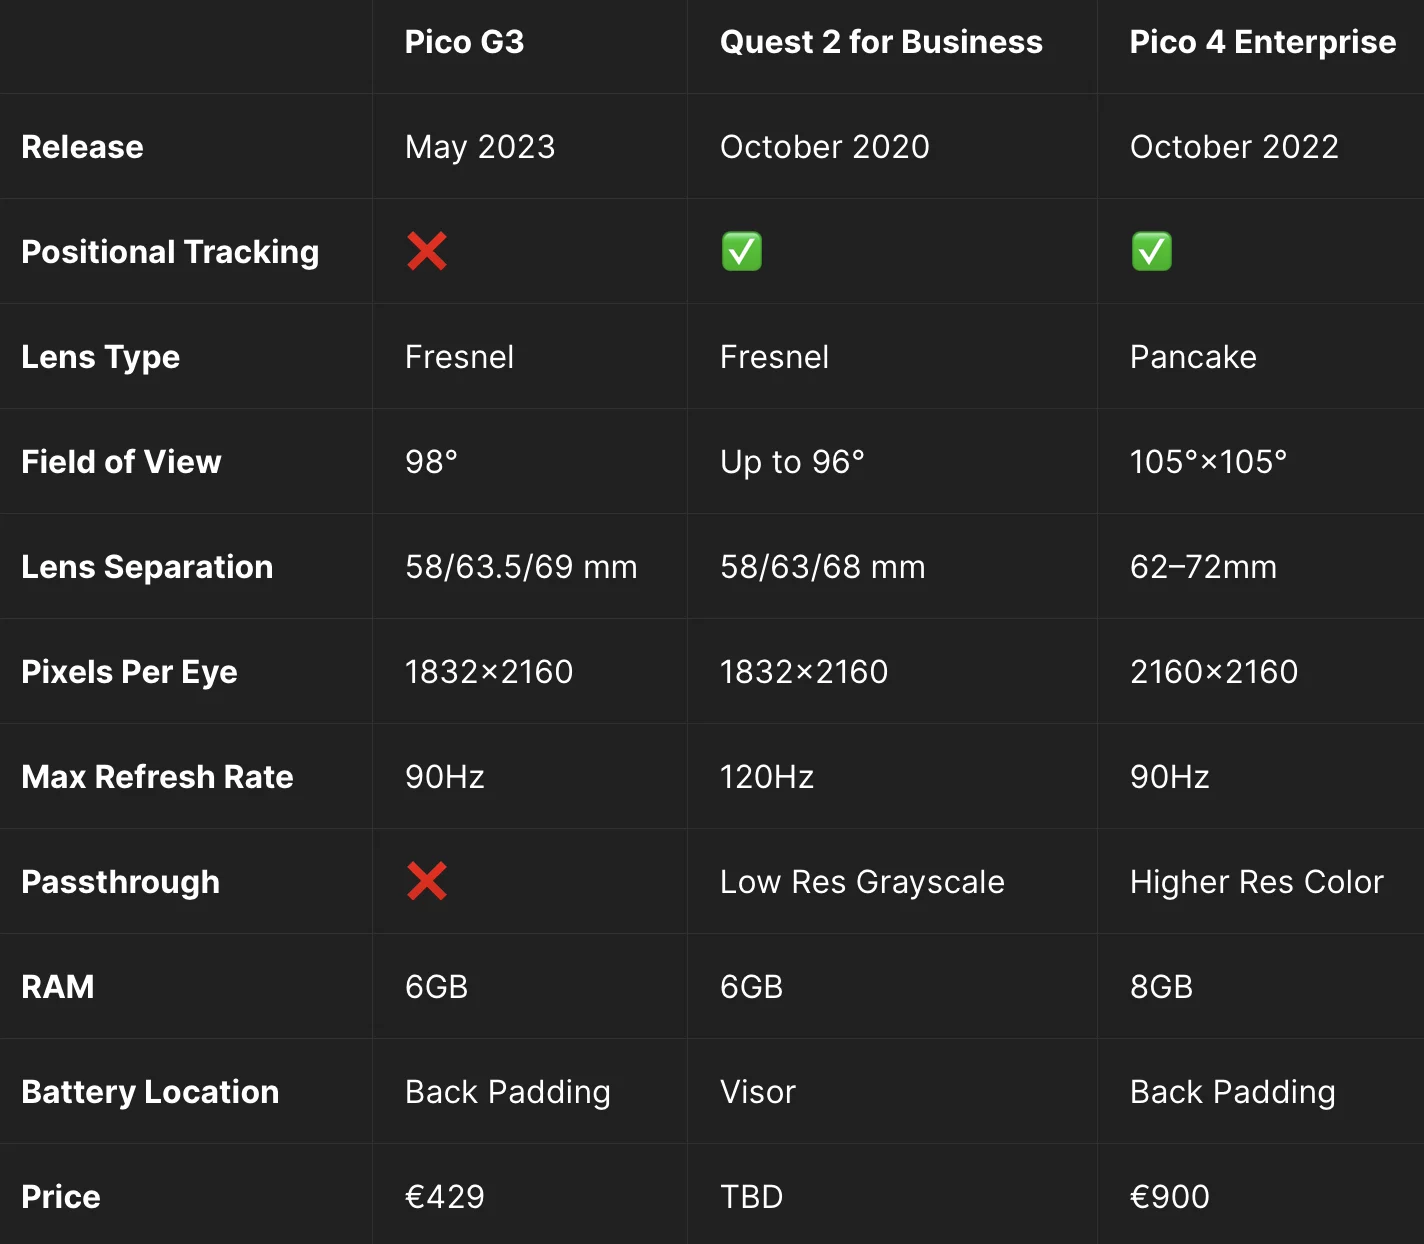 Pico G3 Quest 2 for Business Pico 4 Enterprise
Release May 2023 October 2020 October 2022
Positional Tracking ❌ ✅ ✅
Lens Type Fresnel Fresnel Pancake
Field of View 98° Up to 96° 105°×105°
Lens Separation 58/63.5/69 mm 58/63/68 mm 62–72mm
Pixels Per Eye 1832×2160 1832×2160 2160×2160
Max Refresh Rate 90Hz 120Hz 90Hz
Passthrough ❌ Low Res Grayscale Higher Res Color
RAM 6GB 6GB 8GB
Battery Location Back Padding Visor Back Padding
Price €429 TBD €900